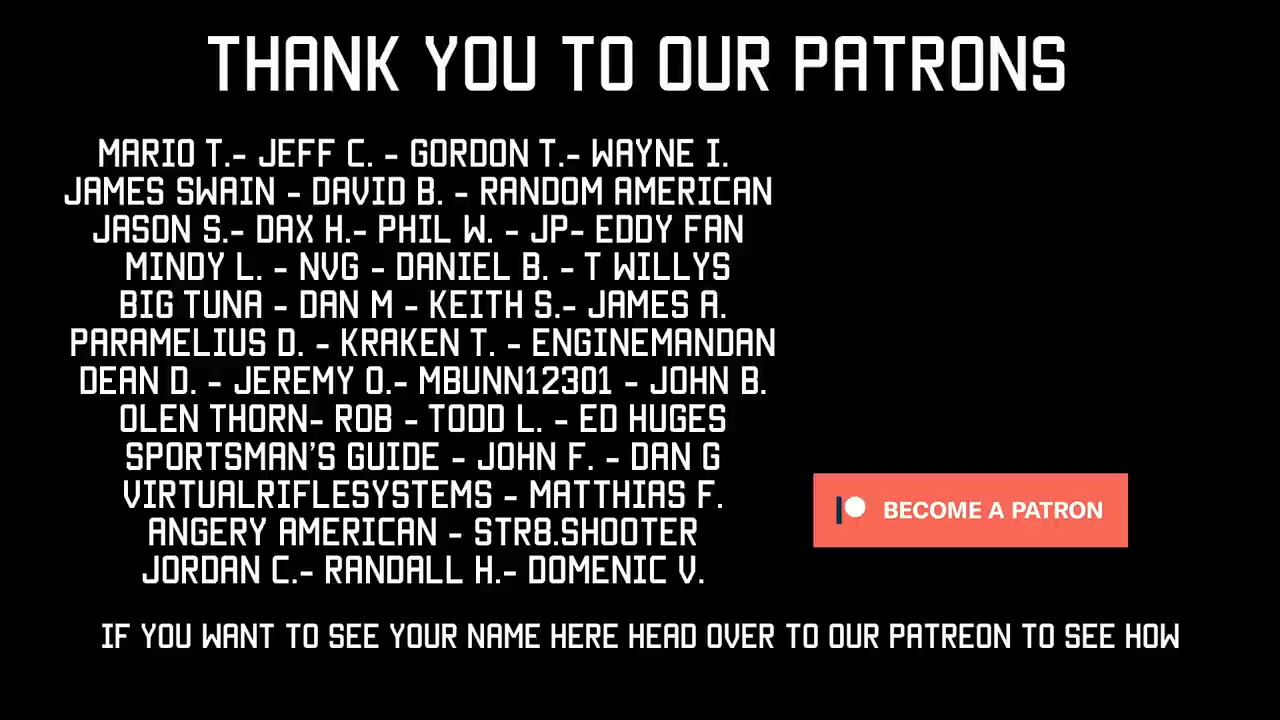 THANK YOU TO OUR PATRONS
MARIO T.- JEFF C. - GORDON T.- WAYNE I.
JAMES SWAIN - DAVID B. - RANDOM AMERICAN
JASON S.- DAX H.- PHIL W. - JP- EDDY FAN
MINDY L. - NVG - DANIEL B. - T WILLYS
BIG TUNA - DAN M - KEITH S.- JAMES A.
PARAMELIUS D. - KRAKEN T. - ENGINEMANDAN
DEAN D. - JEREMY O.- MBUNN12301 - JOHN B.
OLEN THORN- ROB - TODD L. - ED HUGES
SPORTSMAN'S GUIDE - JOHN F. - DAN G
VIRTUALRIFLESYSTEMS - MATTHIAS F.
ANGERY AMERICAN - STR8.SHOOTER
JORDAN C.- RANDALL H.- DOMENIC V.
BECOME A PATRON
IF YOU WANT TO SEE YOUR NAME HERE HEAD OVER TO OUR PATREON TO SEE HOW